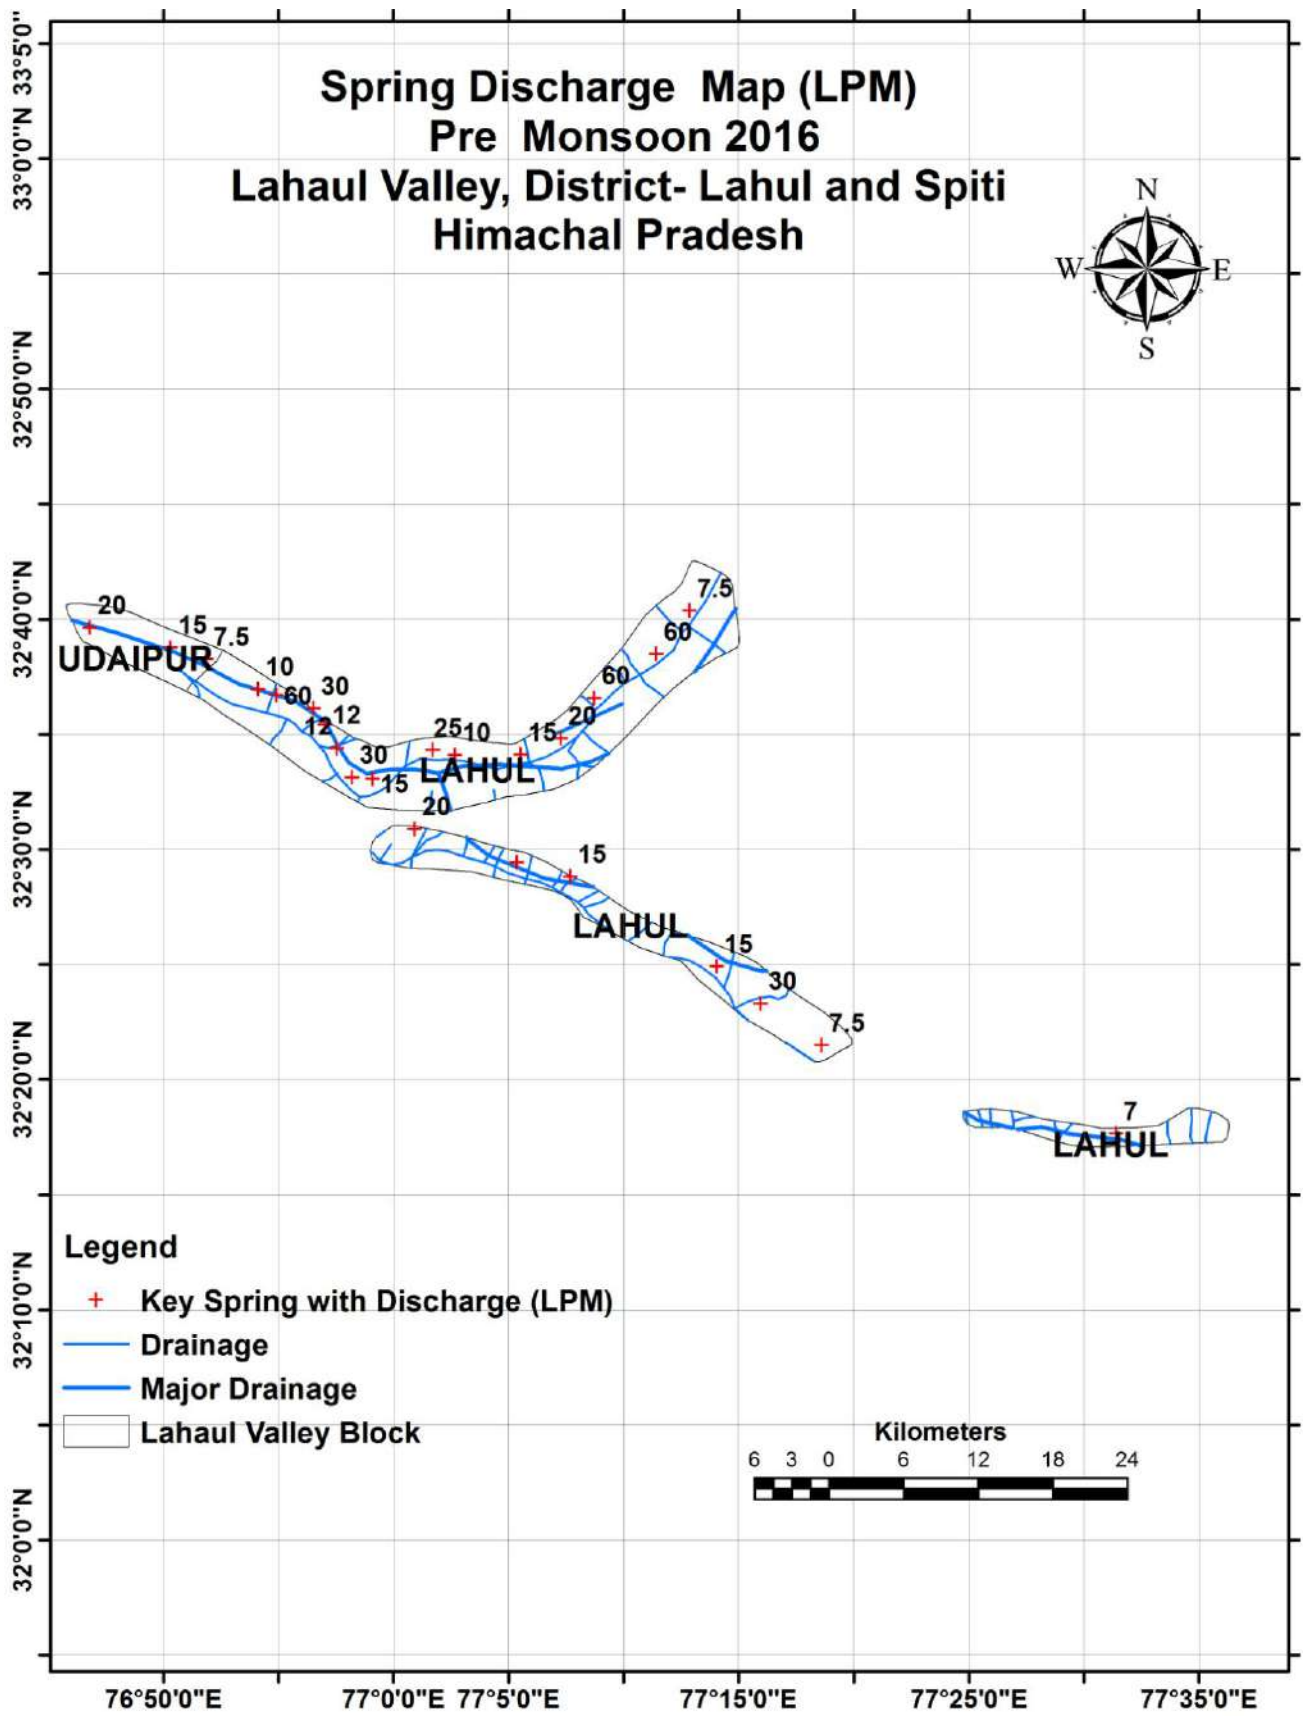 Spring Discharge Map (LPM)
Pre Monsoon 2016
Lahaul Valley, District- Lahul and Spiti
Himachal Pradesh
N
W
E
S
33°5'0"
33°0'0"N
32°50'0"N
32°40'0"N
32°30'0"N
32°20'0"N
32°10'0"N
32°0'0"N
20
15
7.5
UDAIPUR
10
60
30
12
12
30
15
25
10
LAHUL
15
20
60
60
7.5
20
15
LAHUL
15
30
7.5
7
LAHUL
Legend
Key Spring with Discharge (LPM)
Drainage
Major Drainage
Lahaul Valley Block
Kilometers
6 3 0 6 12 18 24
76°50'0"E 77°0'0"E 77°5'0"E 77°15'0"E 77°25'0"E 77°35'0"E